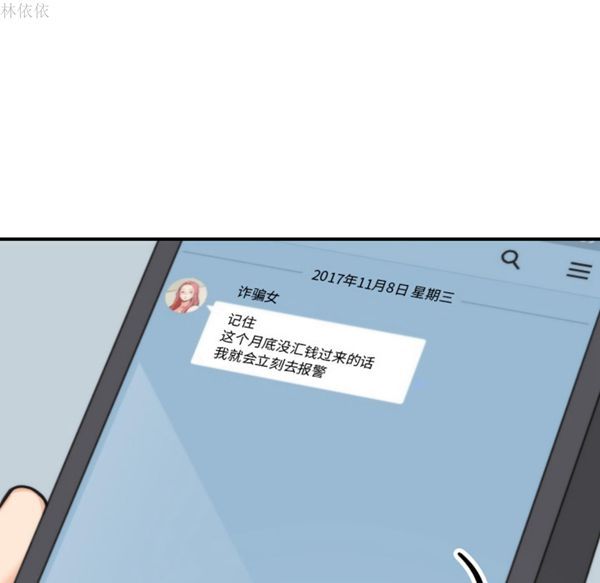 林依依
2017年11月8日 星期三
诈骗女
记住
这个月底没汇钱过来的话
我就会立刻去报警